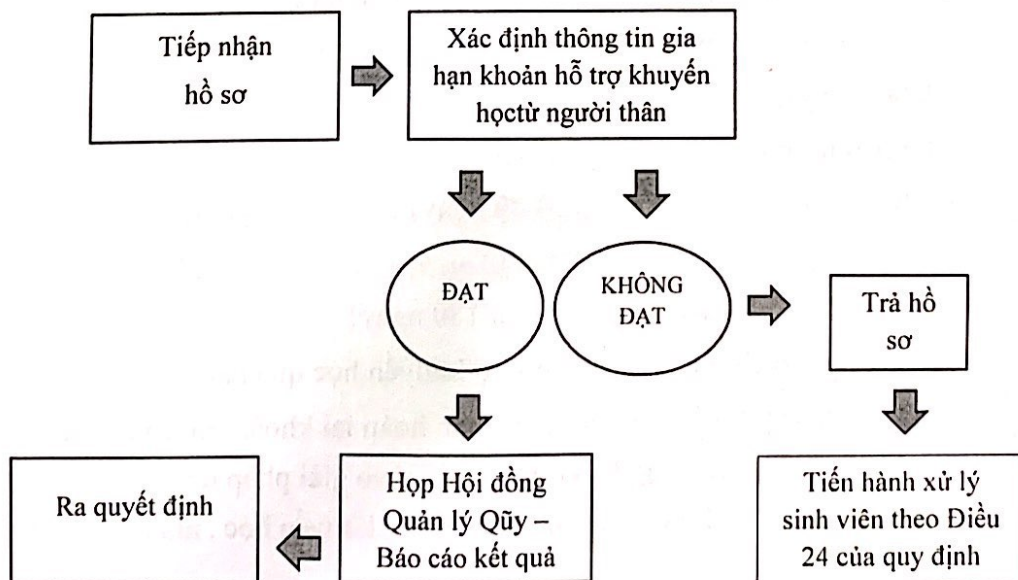 Tiếp nhận
hồ sơ
Xác định thông tin gia
hạn khoản hỗ trợ khuyến
họctừ người thân
ĐẠT
KHÔNG
ĐẠT
Trả hồ
sơ
Ra quyết định
Họp Hội đồng
Quản lý Qũy –
Báo cáo kết quả
Tiến hành xử lý
sinh viên theo Điều
24 của quy định